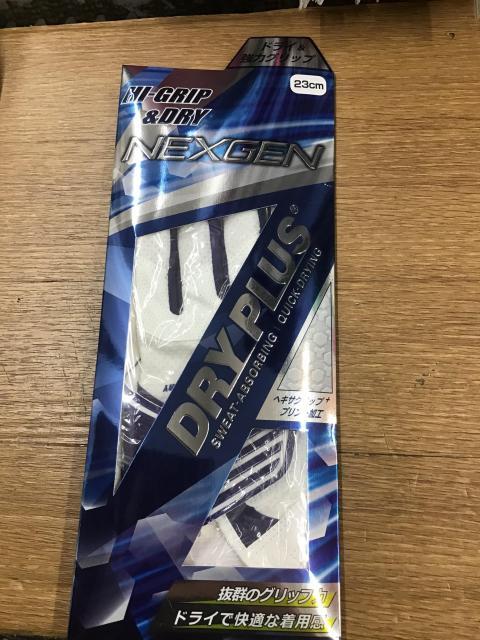 ドライ&
強力グリップ
23cm
HI-GRIP
&DRY
NEXGEN
DRY PLUS®
SWEAT-ABSORBING | QUICK-DRYING
ヘキサグリップ+
プリント加工
抜群のグリップ力
ドライで快適な着用感